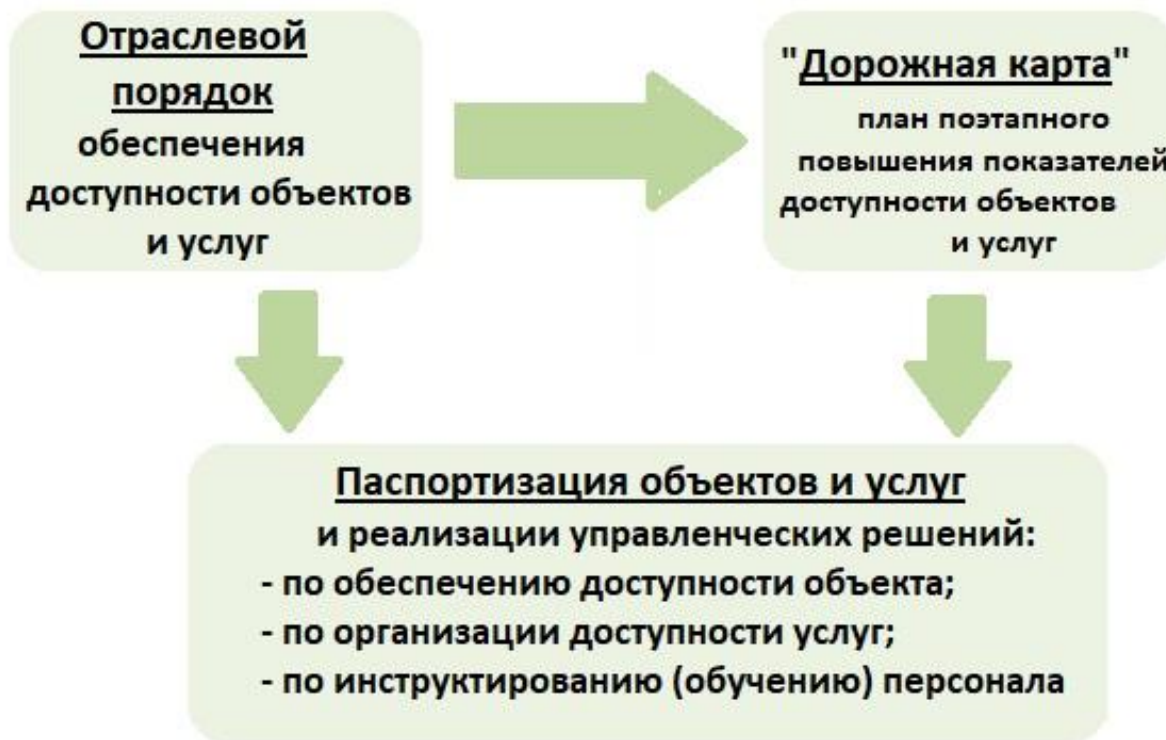 Отраслевой
порядок
обеспечения
доступности объектов
и услуг
"Дорожная карта"
план поэтапного
повышения показателей
доступности объектов
и услуг
Паспортизация объектов и услуг
и реализации управленческих решений:
- по обеспечению доступности объекта;
- по организации доступности услуг;
- по инструктированию (обучению) персонала